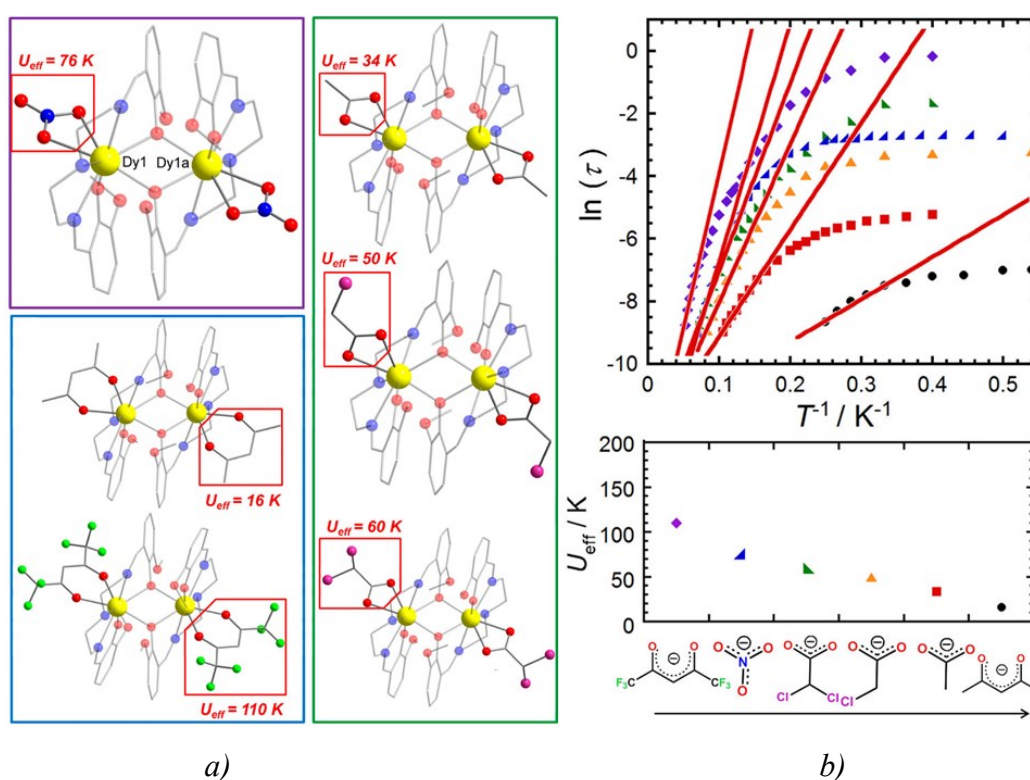 U_eff = 76 K
Dy1 Dy1a
U_eff = 16 K
U_eff = 110 K
U_eff = 34 K
U_eff = 50 K
U_eff = 60 K
a)
ln (τ)
0
-2
-4
-6
-8
-10
0 0.1 0.2 0.3 0.4 0.5
T⁻¹ / K⁻¹
U_eff / K
200
150
100
50
0
O O O N O O O O O O O O O O
F₃C F₃ Cl Cl Cl
b)